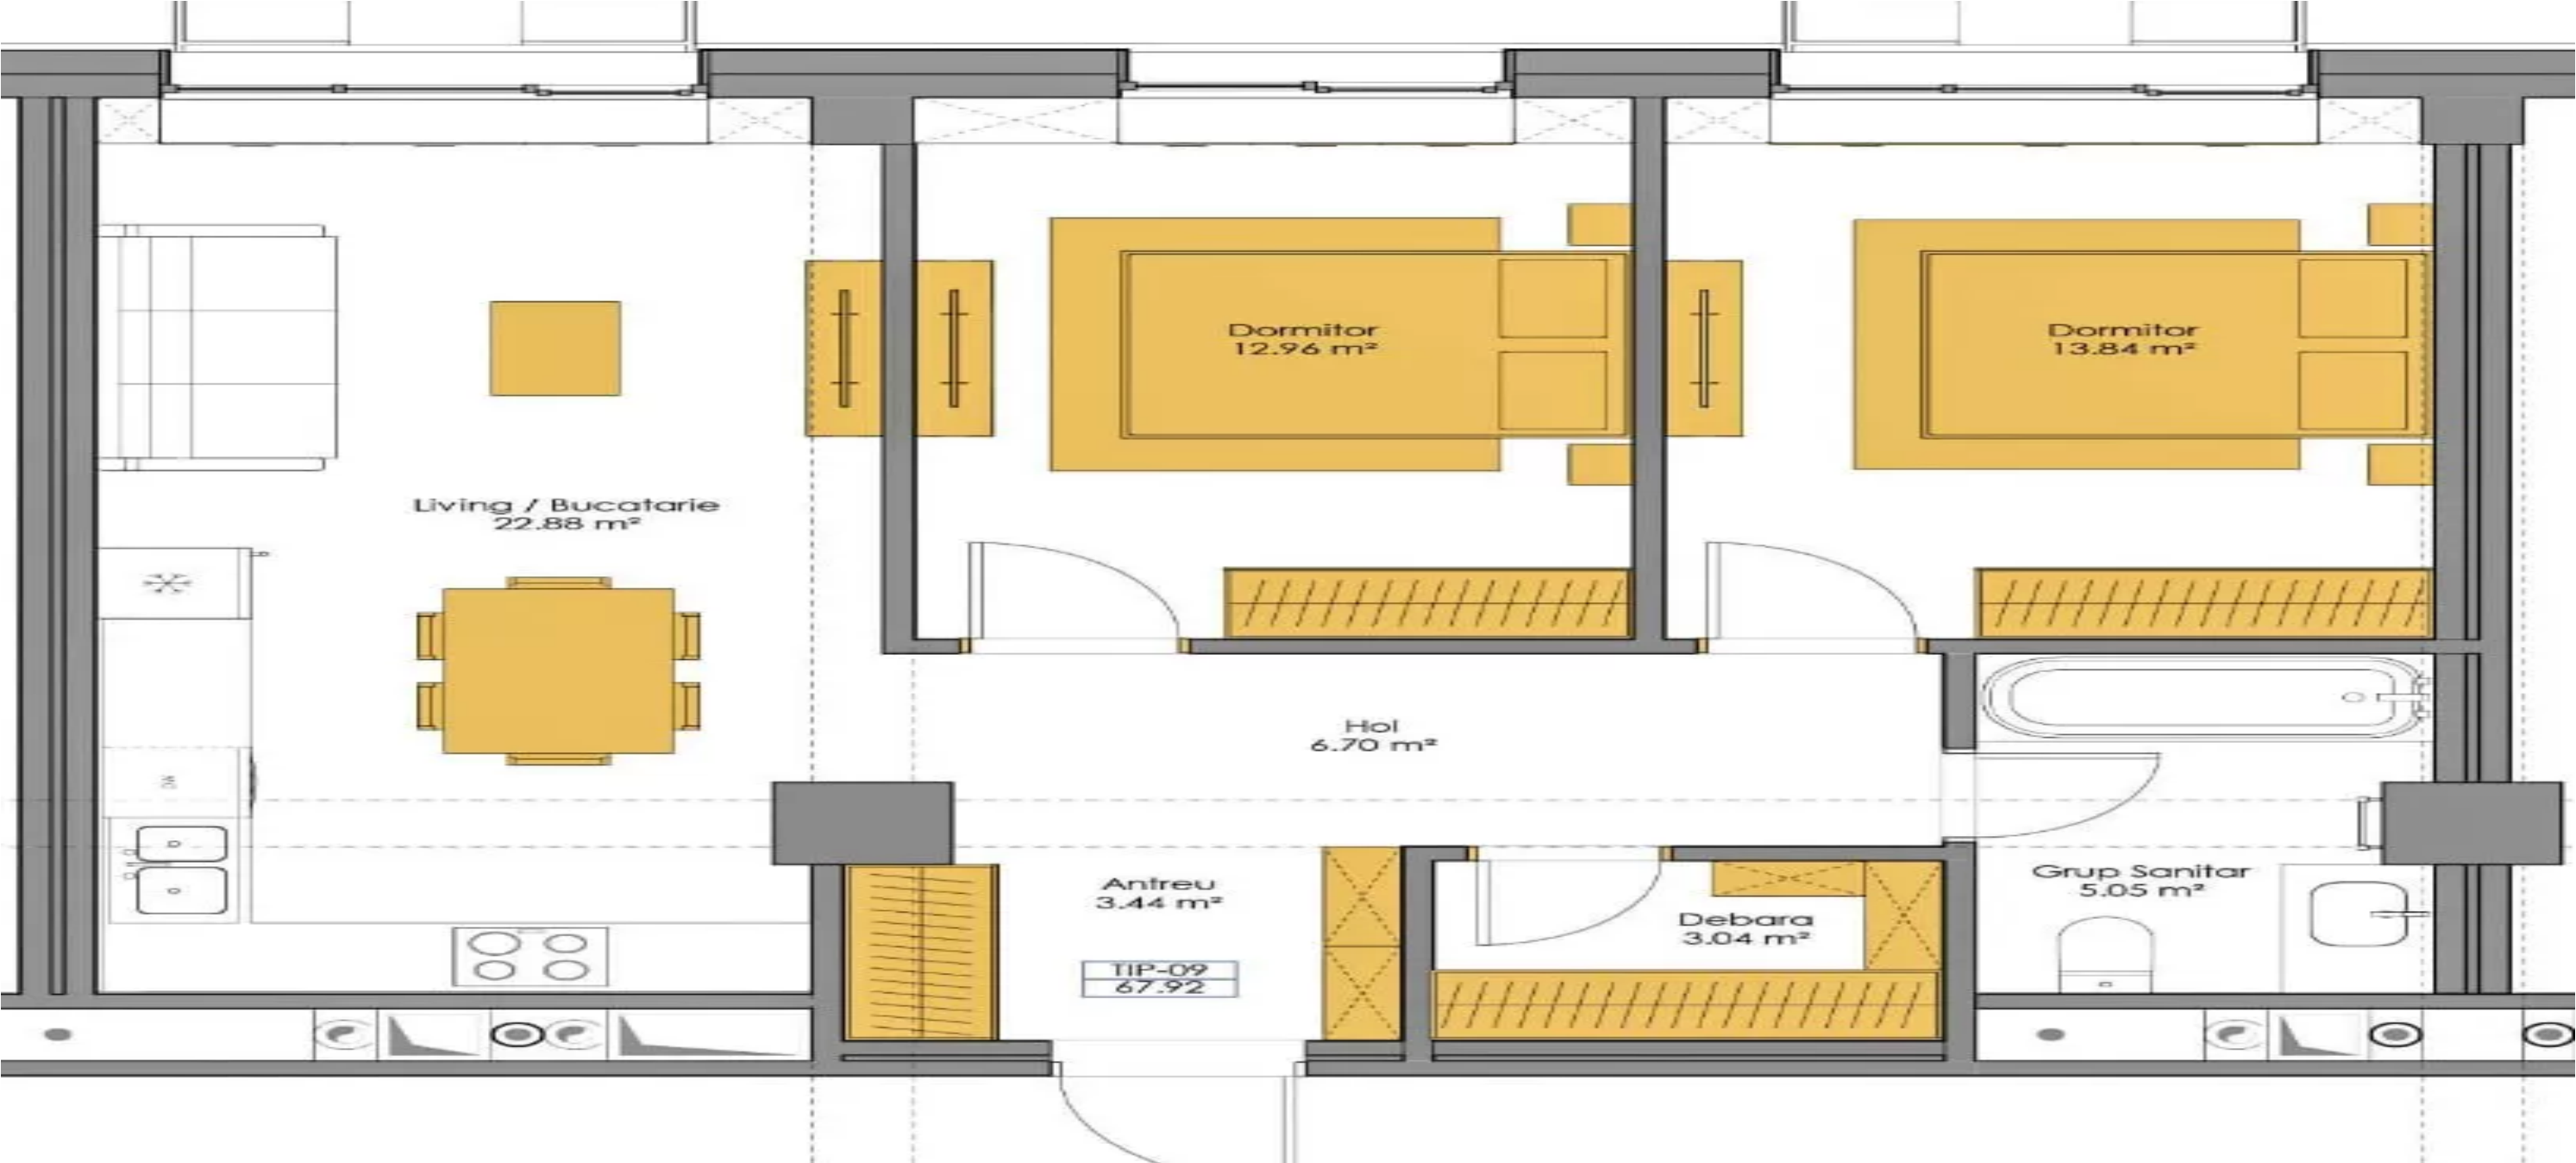 Dormitor
12.96 m²
Dormitor
13.84 m²
Living / Bucatarie
22.88 m²
Hol
6.70 m²
Antreu
3.44 m²
Grup Sanitar
5.05 m²
Debara
3.04 m²
TIP-09
67.92